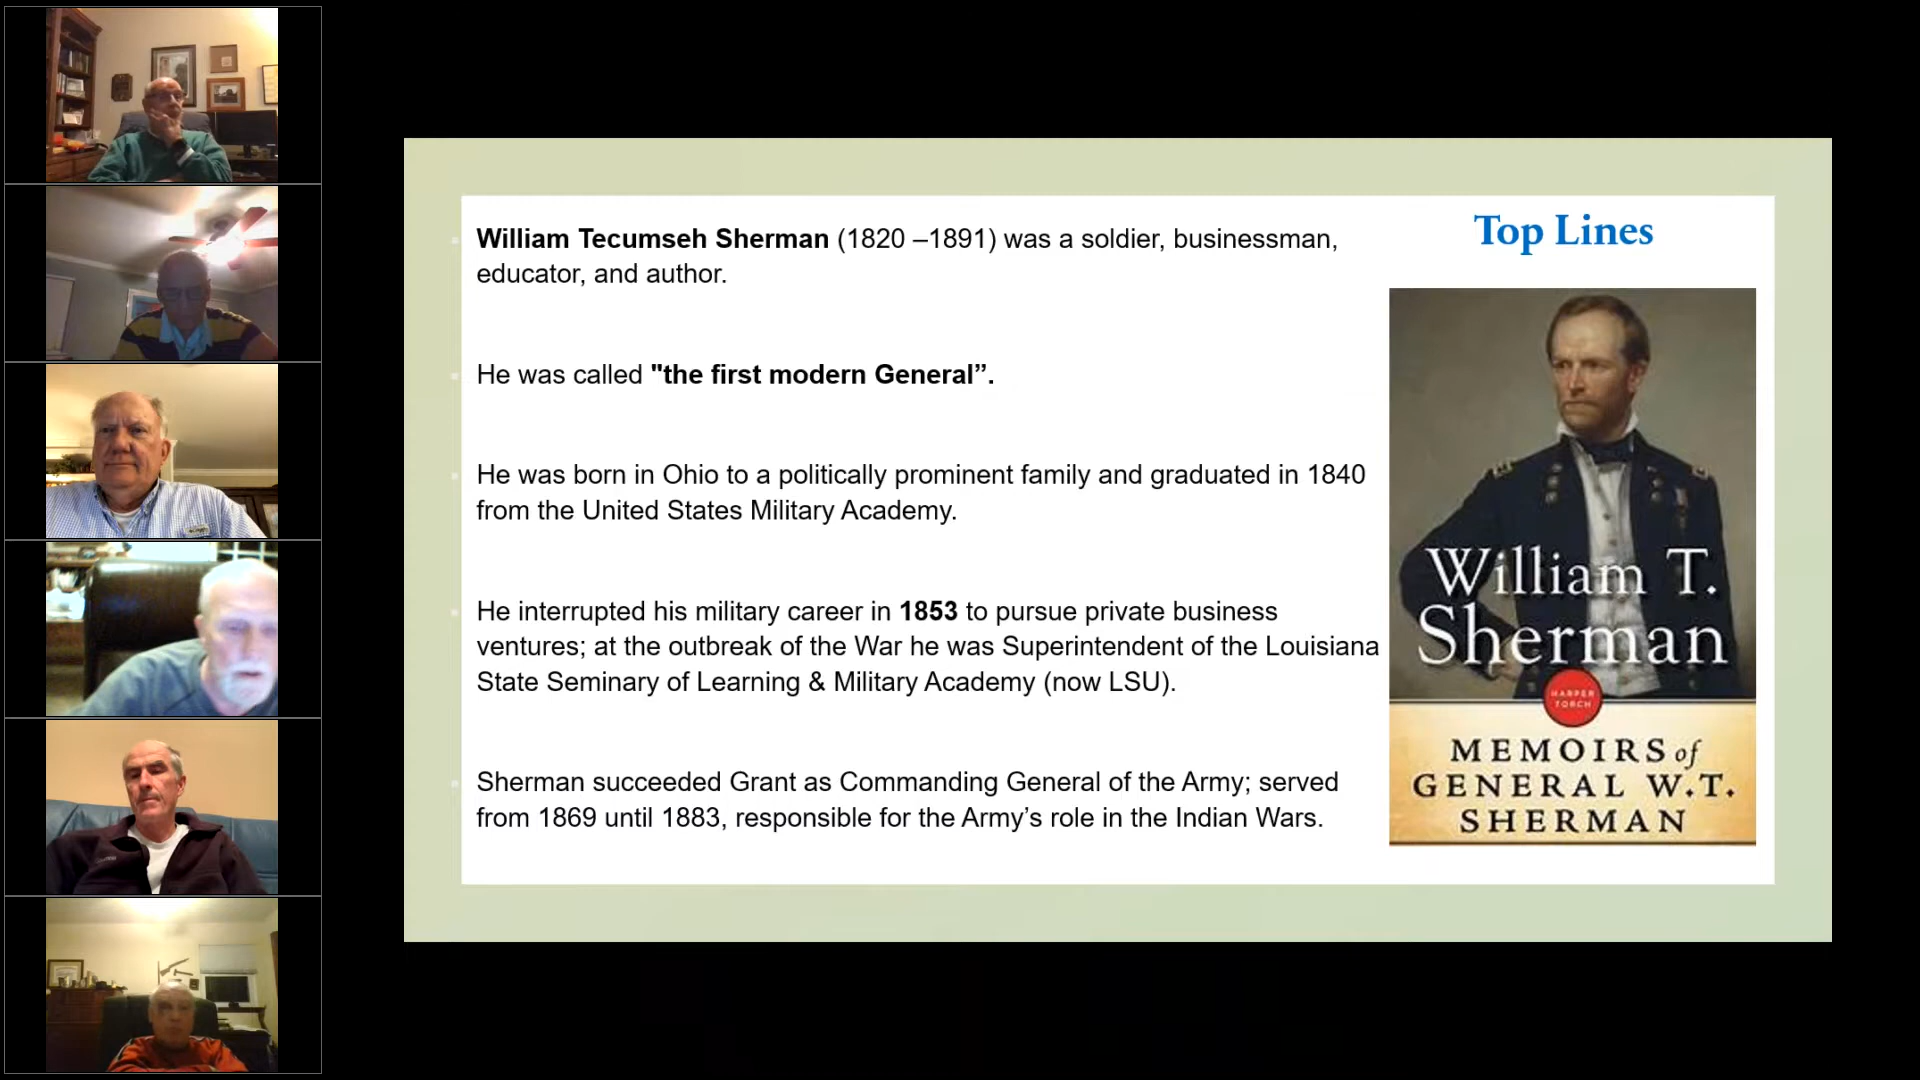 Top Lines
William Tecumseh Sherman (1820 –1891) was a soldier, businessman,
educator, and author.
He was called "the first modern General”.
He was born in Ohio to a politically prominent family and graduated in 1840
from the United States Military Academy.
He interrupted his military career in 1853 to pursue private business
ventures; at the outbreak of the War he was Superintendent of the Louisiana
State Seminary of Learning & Military Academy (now LSU).
Sherman succeeded Grant as Commanding General of the Army; served
from 1869 until 1883, responsible for the Army’s role in the Indian Wars.
William T.
Sherman
HARPER
TORCH
MEMOIRS of
GENERAL W.T.
SHERMAN